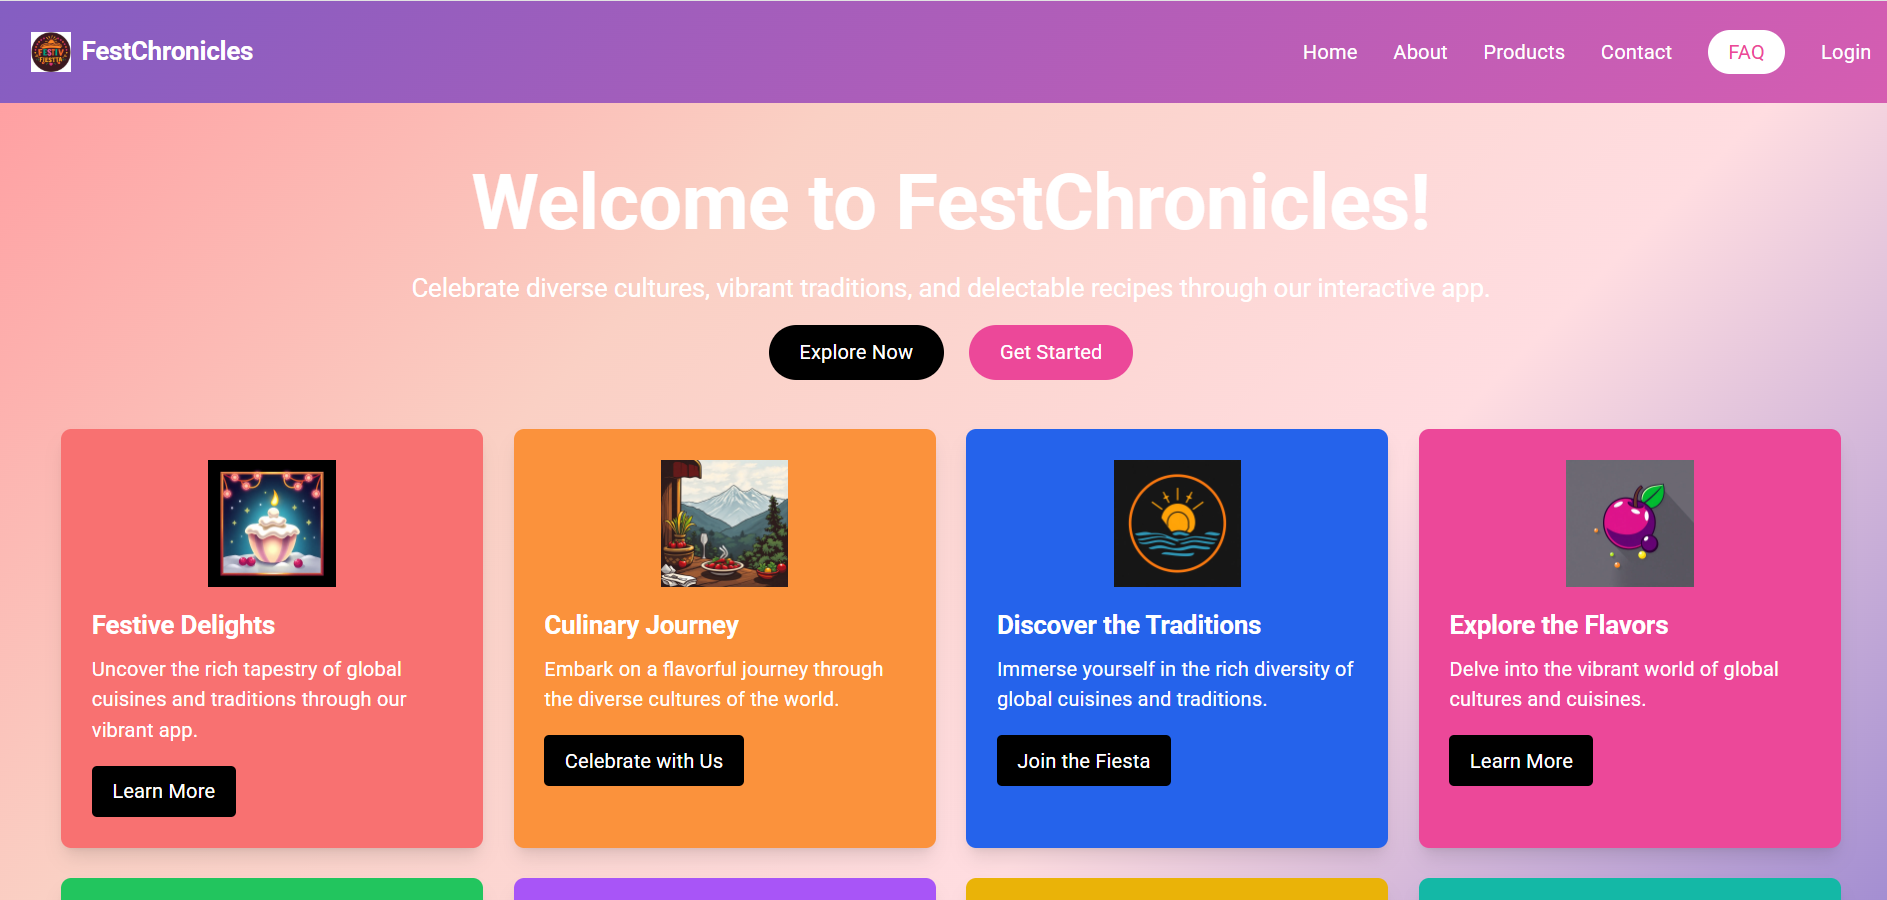 FESTIV
FJESTTA
FestChronicles
Home
About
Products
Contact
FAQ
Login
Welcome to FestChronicles!
Celebrate diverse cultures, vibrant traditions, and delectable recipes through our interactive app.
Explore Now
Get Started
Festive Delights
Uncover the rich tapestry of global
cuisines and traditions through our
vibrant app.
Learn More
Culinary Journey
Embark on a flavorful journey through
the diverse cultures of the world.
Celebrate with Us
Discover the Traditions
Immerse yourself in the rich diversity of
global cuisines and traditions.
Join the Fiesta
Explore the Flavors
Delve into the vibrant world of global
cultures and cuisines.
Learn More